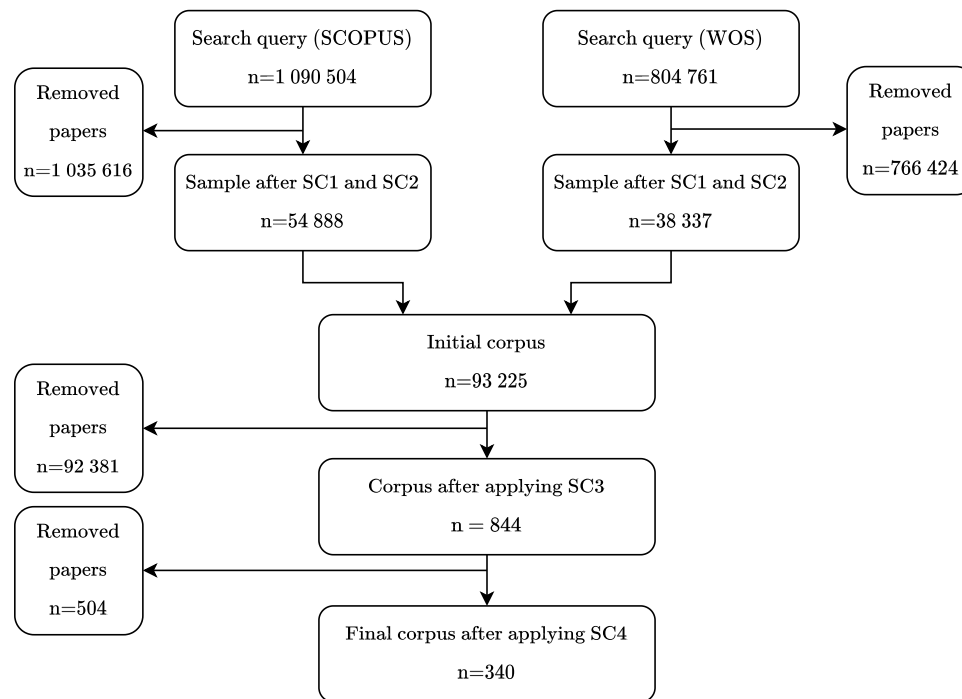 Search query (SCOPUS)
n=1 090 504
Search query (WOS)
n=804 761
Removed
papers
n=1 035 616
Removed
papers
n=766 424
Sample after SC1 and SC2
n=54 888
Sample after SC1 and SC2
n=38 337
Initial corpus
n=93 225
Removed
papers
n=92 381
Corpus after applying SC3
n = 844
Removed
papers
n=504
Final corpus after applying SC4
n=340